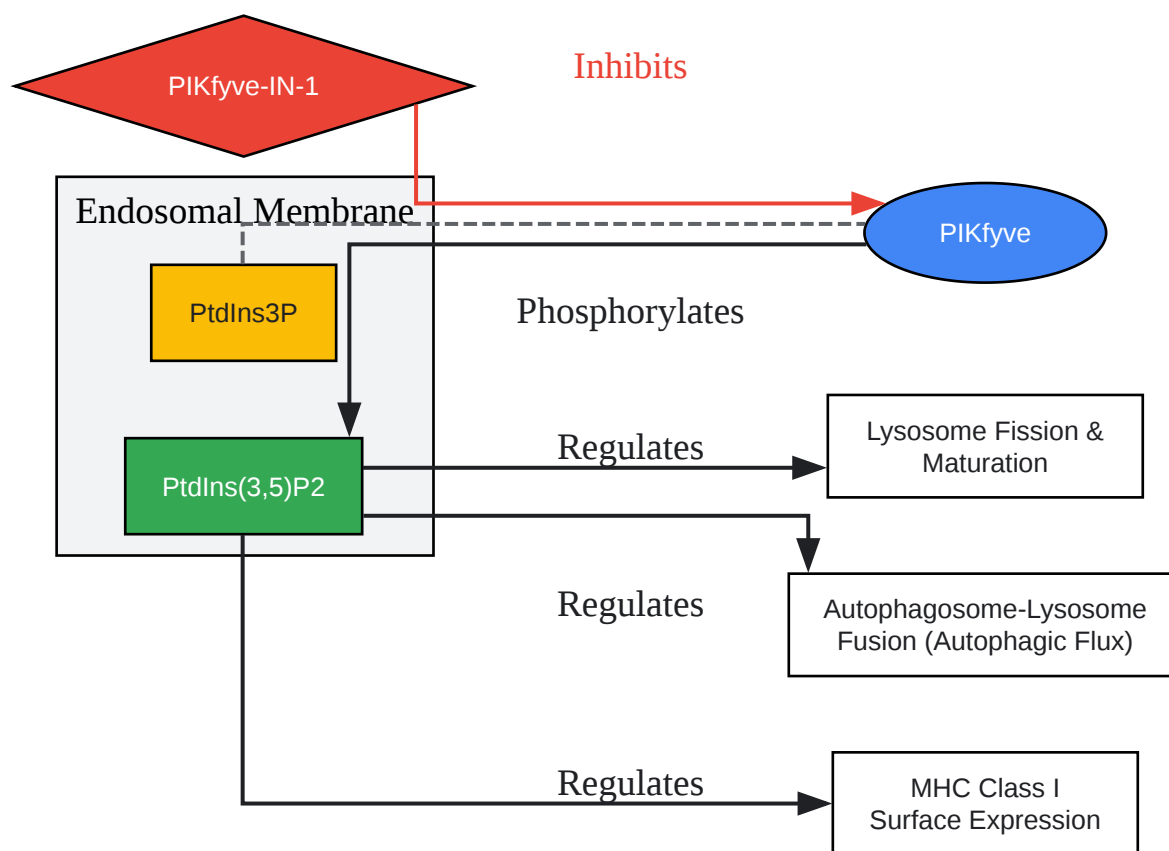 PIKfyve-IN-1
Inhibits
Endosomal Membrane
PIKfyve
PtdIns3P
Phosphorylates
Lysosome Fission &
Maturation
Regulates
PtdIns(3,5)P2
Regulates
Autophagosome-Lysosome
Fusion (Autophagic Flux)
Regulates
MHC Class I
Surface Expression